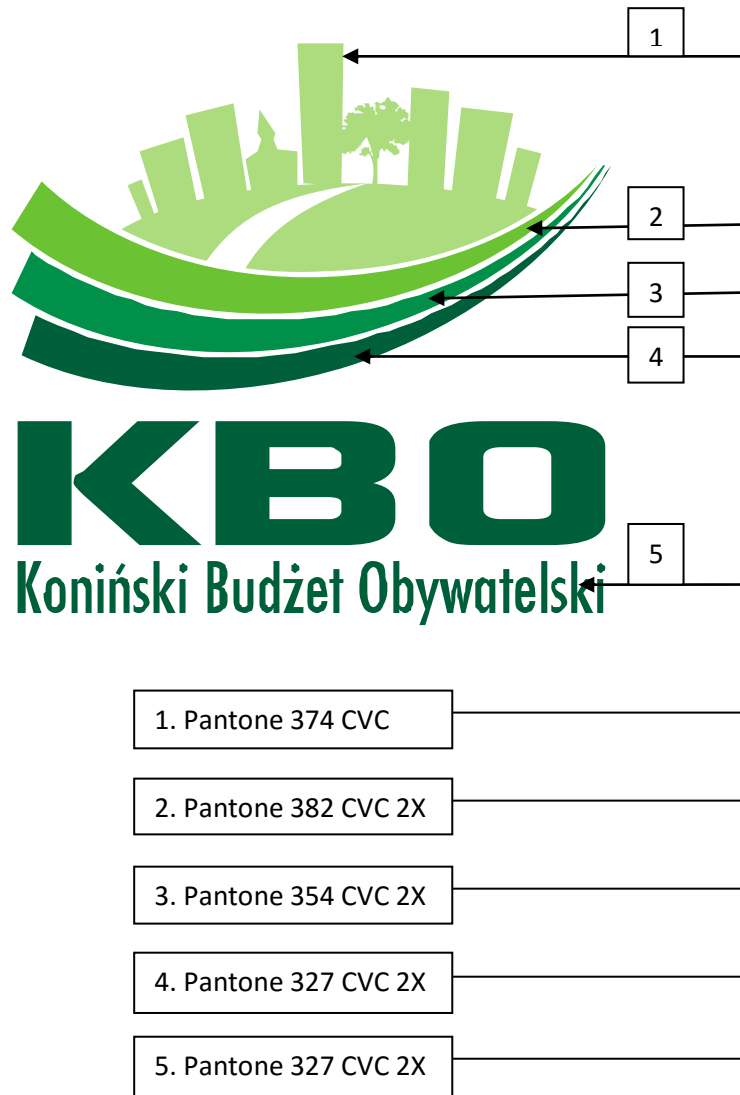 1
2
3
4
KBO
5
Koniński Budżet Obywatelski
1. Pantone 374 CVC
2. Pantone 382 CVC 2X
3. Pantone 354 CVC 2X
4. Pantone 327 CVC 2X
5. Pantone 327 CVC 2X